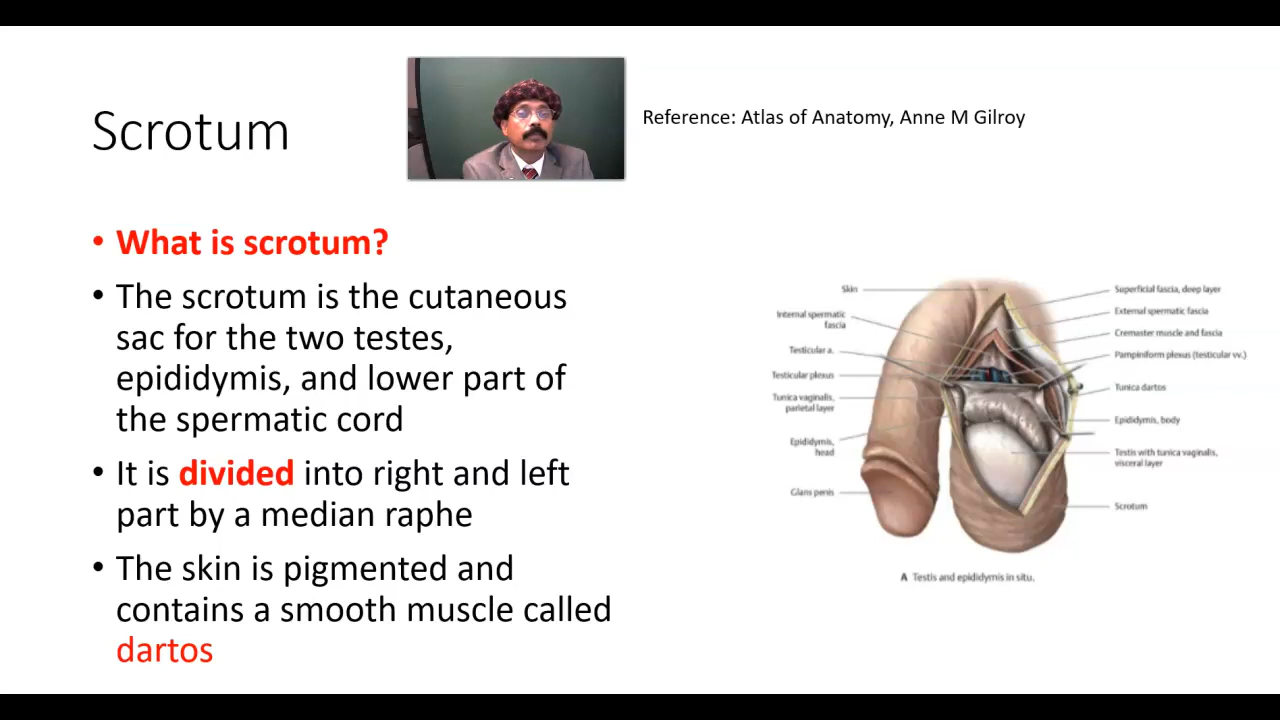 Scrotum
Reference: Atlas of Anatomy, Anne M Gilroy
• What is scrotum?
• The scrotum is the cutaneous
sac for the two testes,
epididymis, and lower part of
the spermatic cord
• It is divided into right and left
part by a median raphe
• The skin is pigmented and
contains a smooth muscle called
dartos
Skin
Internal spermatic
fascia
Testicular a.
Testicular plexus
Tunica vaginalis,
parietal layer
Epididymis,
head
Glans penis
Superficial fascia, deep layer
External spermatic fascia
Cremaster muscle and fascia
Pampiniform plexus (testicular vv.)
Tunica dartos
Epididymis, body
Testis with tunica vaginalis,
visceral layer
Scrotum
A Testis and epididymis in situ.